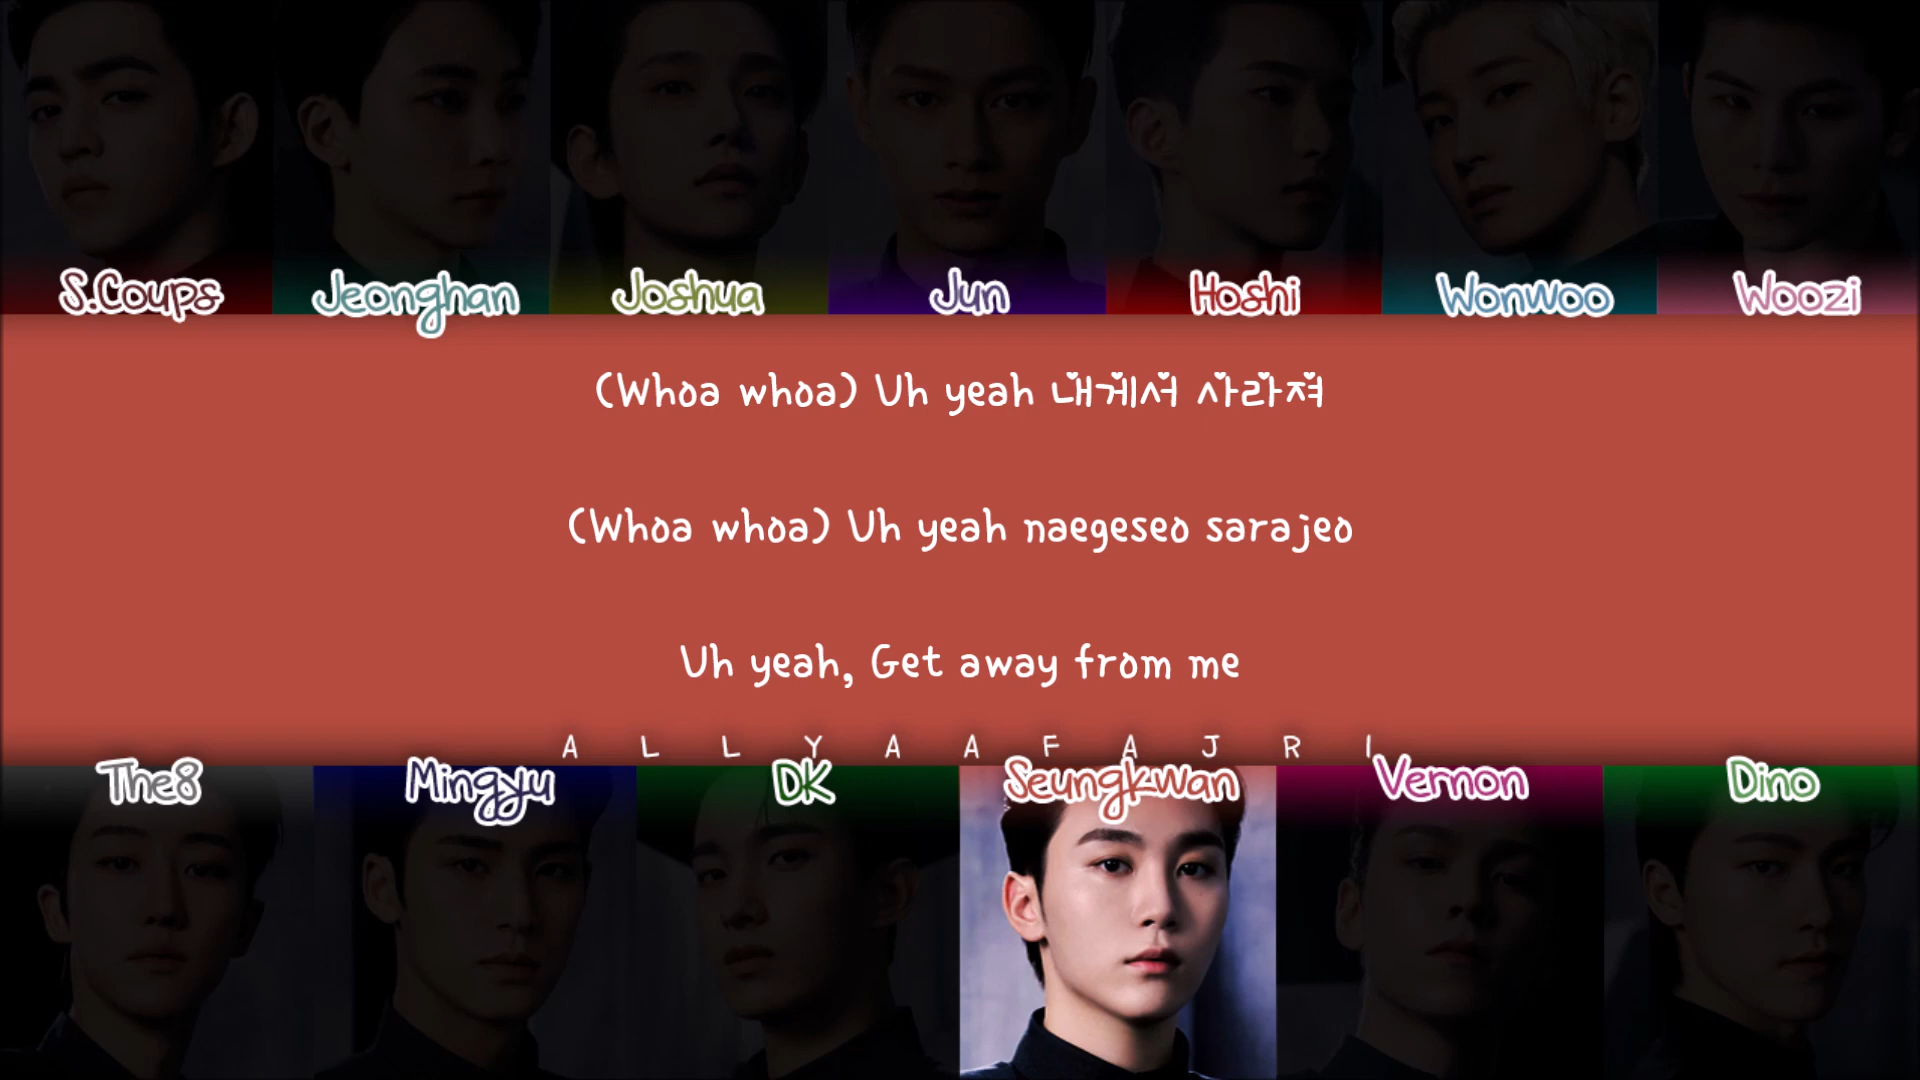 S.Coups Jeonghan Joshua Jun Hoshi Wonwoo Woozi
(Whoa whoa) Uh yeah 내게서 사라져
(Whoa whoa) Uh yeah naegeseo sarajeo
Uh yeah, Get away from me
A L L Y A A F A J R I
The8 Mingyu DK Seungkwan Vernon Dino